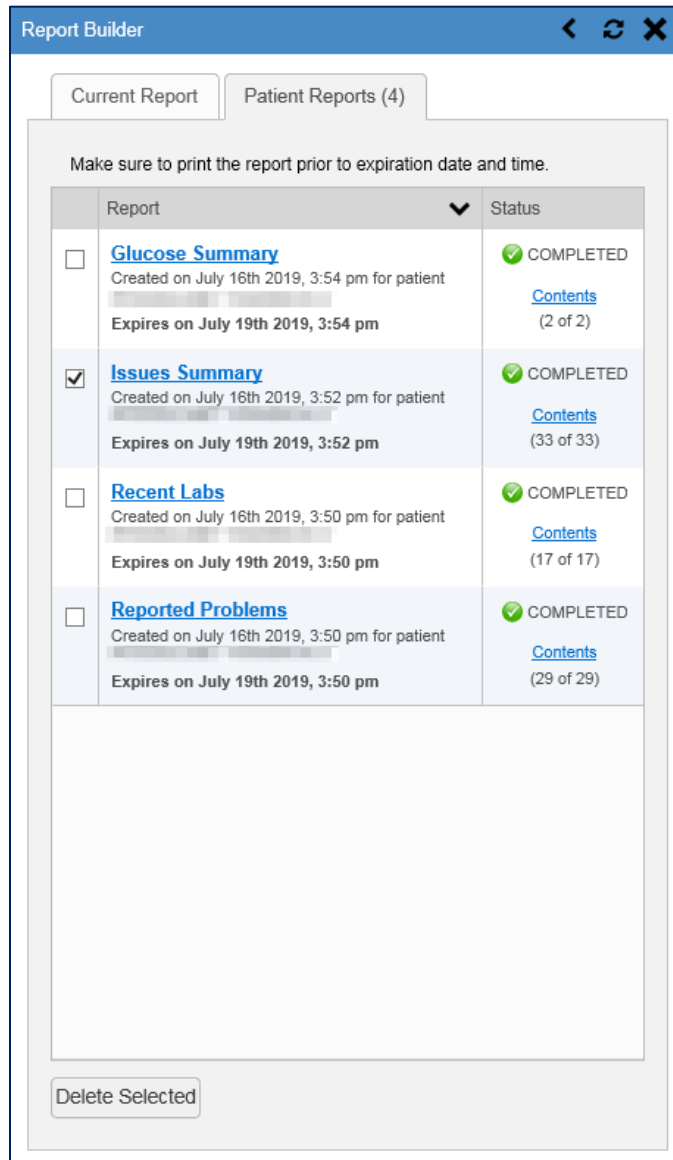 Report Builder
Current Report
Patient Reports (4)
Make sure to print the report prior to expiration date and time.
Report
Status
Glucose Summary
Created on July 16th 2019, 3:54 pm for patient
Expires on July 19th 2019, 3:54 pm
COMPLETED
Contents
(2 of 2)
Issues Summary
Created on July 16th 2019, 3:52 pm for patient
Expires on July 19th 2019, 3:52 pm
COMPLETED
Contents
(33 of 33)
Recent Labs
Created on July 16th 2019, 3:50 pm for patient
Expires on July 19th 2019, 3:50 pm
COMPLETED
Contents
(17 of 17)
Reported Problems
Created on July 16th 2019, 3:50 pm for patient
Expires on July 19th 2019, 3:50 pm
COMPLETED
Contents
(29 of 29)
Delete Selected